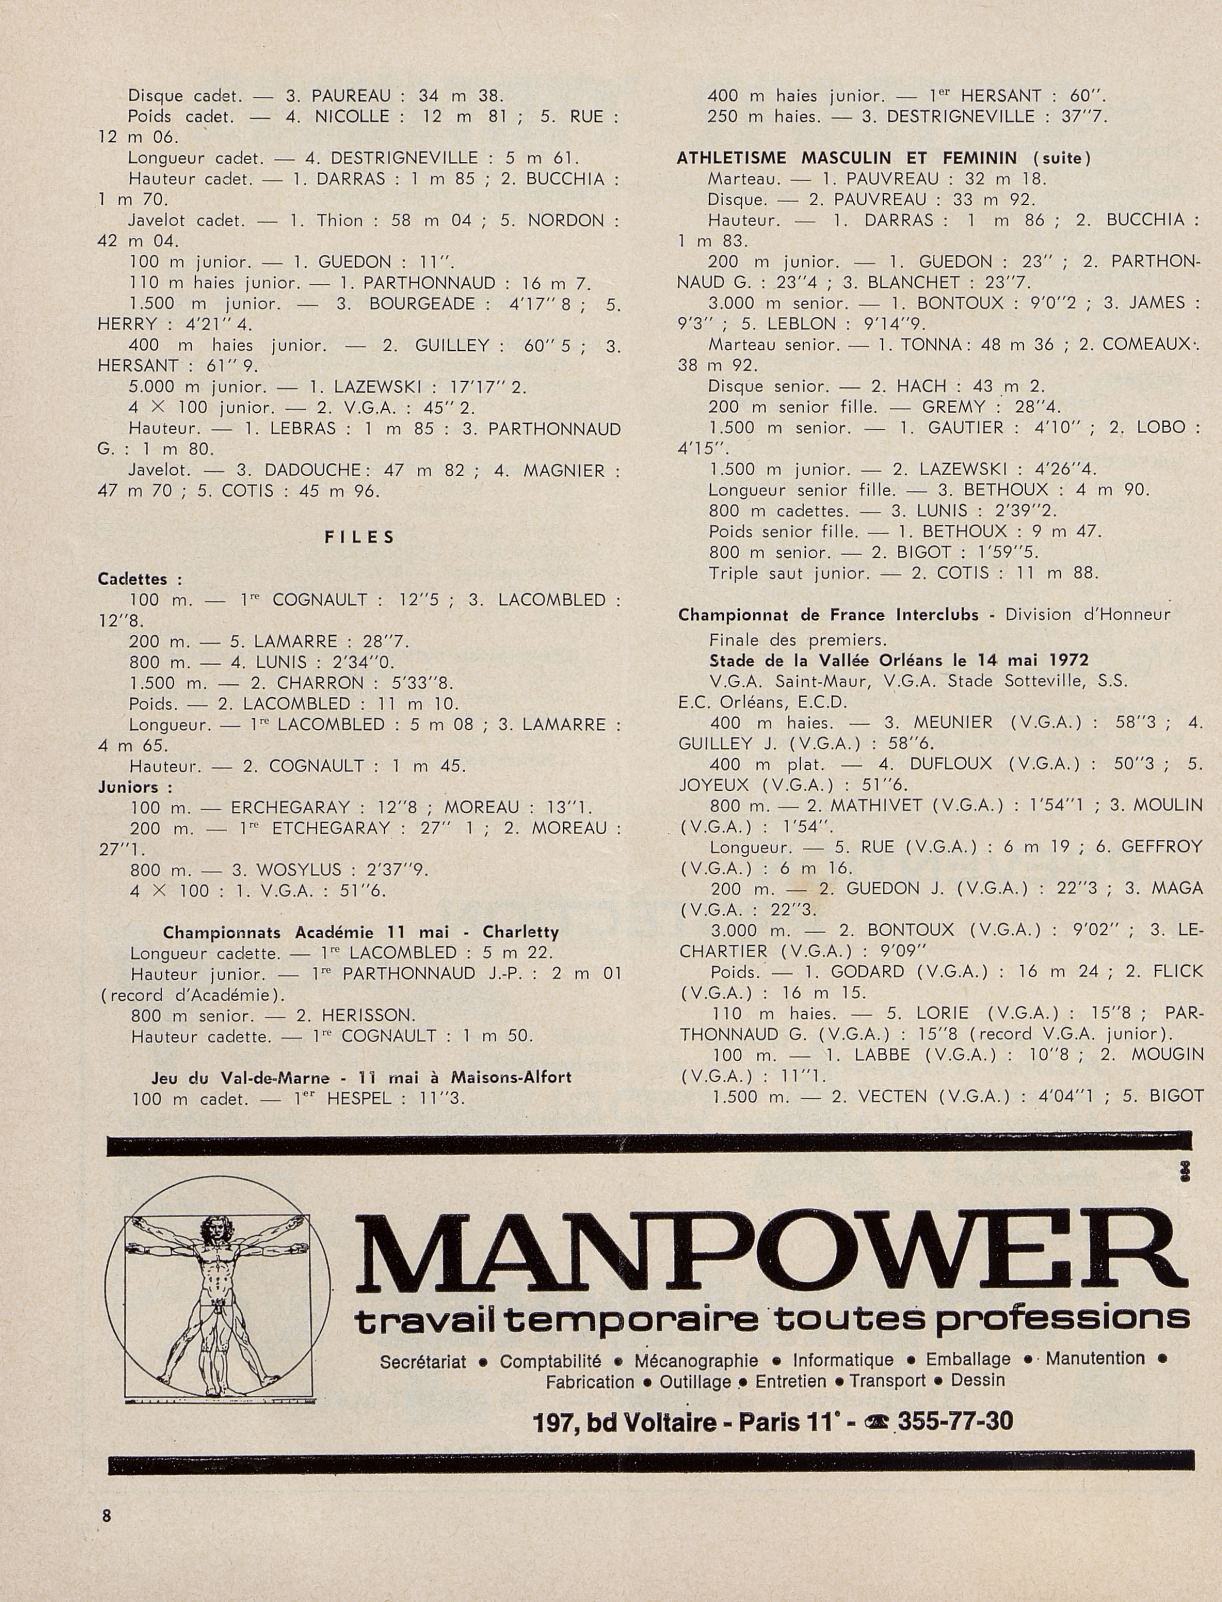 Disque cadet. — 3. PAUREAU : 34 m 38.
Poids cadet. — 4. NICOLLE : 12 m 81 ; 5. RUE :
12 m 06.
Longueur cadet. — 4. DESTRIGNEVILLE : 5 m 61.
Hauteur cadet. — 1. DARRAS : 1 m 85 ; 2. BUCCHIA :
1 m 70.
Javelot cadet. — 1. Thion : 58 m 04 ; 5. NORDON :
42 m 04.
100 m junior. — 1. GUEDON : 11".
110 m haies junior. — 1. PARTHONNAUD : 16 m 7.
1.500 m junior. — 3. BOURGEADE : 4'17" 8 ; 5.
HERRY : 4'21" 4.
400 m haies junior. — 2. GUILLEY : 60" 5 ; 3.
HERSANT : 61" 9.
5.000 m junior. — 1. LAZEWSKI : 17'17" 2.
4 × 100 junior. — 2. V.G.A. : 45" 2.
Hauteur. — 1. LEBRAS : 1 m 85 : 3. PARTHONNAUD
G. : 1 m 80.
Javelot. — 3. DADOUCHE : 47 m 82 ; 4. MAGNIER :
47 m 70 ; 5. COTIS : 45 m 96.
FILES
Cadettes :
100 m. — 1re COGNAULT : 12"5 ; 3. LACOMBLED :
12"8.
200 m. — 5. LAMARRE : 28"7.
800 m. — 4. LUNIS : 2'34"0.
1.500 m. — 2. CHARRON : 5'33"8.
Poids. — 2. LACOMBLED : 11 m 10.
Longueur. — 1re LACOMBLED : 5 m 08 ; 3. LAMARRE :
4 m 65.
Hauteur. — 2. COGNAULT : 1 m 45.
Juniors :
100 m. — ERCHEGARAY : 12"8 ; MOREAU : 13"1.
200 m. — 1re ETCHEGARAY : 27" 1 ; 2. MOREAU :
27"1.
800 m. — 3. WOSYLUS : 2'37"9.
4 × 100 : 1. V.G.A. : 51"6.
Championnats Académie 11 mai - Charletty
Longueur cadette. — 1re LACOMBLED : 5 m 22.
Hauteur junior. — 1re PARTHONNAUD J.-P. : 2 m 01
(record d'Académie).
800 m senior. — 2. HERISSON.
Hauteur cadette. — 1re COGNAULT : 1 m 50.
Jeu du Val-de-Marne - 11 mai à Maisons-Alfort
100 m cadet. — 1er HESPEL : 11"3.
400 m haies junior. — 1er HERSANT : 60".
250 m haies. — 3. DESTRIGNEVILLE : 37"7.
ATHLETISME MASCULIN ET FEMININ (suite)
Marteau. — 1. PAUVREAU : 32 m 18.
Disque. — 2. PAUVREAU : 33 m 92.
Hauteur. — 1. DARRAS : 1 m 86 ; 2. BUCCHIA :
1 m 83.
200 m junior. — 1. GUEDON : 23" ; 2. PARTHON-
NAUD G. : 23"4 ; 3. BLANCHET : 23"7.
3.000 m senior. — 1. BONTOUX : 9'0"2 ; 3. JAMES :
9'3" ; 5. LEBLON : 9'14"9.
Marteau senior. — 1. TONNA : 48 m 36 ; 2. COMEAUX :
38 m 92.
Disque senior. — 2. HACH : 43 m 2.
200 m senior fille. — GREMY : 28"4.
1.500 m senior. — 1. GAUTIER : 4'10" ; 2. LOBO :
4'15".
1.500 m junior. — 2. LAZEWSKI : 4'26"4.
Longueur senior fille. — 3. BETHOUX : 4 m 90.
800 m cadettes. — 3. LUNIS : 2'39"2.
Poids senior fille. — 1. BETHOUX : 9 m 47.
800 m senior. — 2. BIGOT : 1'59"5.
Triple saut junior. — 2. COTIS : 11 m 88.
Championnat de France Interclubs - Division d'Honneur
Finale des premiers.
Stade de la Vallée Orléans le 14 mai 1972
V.G.A. Saint-Maur, V.G.A. Stade Sotteville, S.S.
E.C. Orléans, E.C.D.
400 m haies. — 3. MEUNIER (V.G.A.) : 58"3 ; 4.
GUILLEY J. (V.G.A.) : 58"6.
400 m plat. — 4. DUFLOUX (V.G.A.) : 50"3 ; 5.
JOYEUX (V.G.A.) : 51"6.
800 m. — 2. MATHIVET (V.G.A.) : 1'54"1 ; 3. MOULIN
(V.G.A.) : 1'54".
Longueur. — 5. RUE (V.G.A.) : 6 m 19 ; 6. GEFFROY
(V.G.A.) : 6 m 16.
200 m. — 2. GUEDON J. (V.G.A.) : 22"3 ; 3. MAGA
(V.G.A. : 22"3.
3.000 m. — 2. BONTOUX (V.G.A.) : 9'02" ; 3. LE-
CHARTIER (V.G.A.) : 9'09"
Poids. — 1. GODARD (V.G.A.) : 16 m 24 ; 2. FLICK
(V.G.A.) : 16 m 15.
110 m haies. — 5. LORIE (V.G.A.) : 15"8 ; PAR-
THONNAUD G. (V.G.A.) : 15"8 (record V.G.A. junior).
100 m. — 1. LABBE (V.G.A.) : 10"8 ; 2. MOUGIN
(V.G.A.) : 11"1.
1.500 m. — 2. VECTEN (V.G.A.) : 4'04"1 ; 5. BIGOT
MANPOWER
travail temporaire toutes professions
Secrétariat • Comptabilité • Mécanographie • Informatique • Emballage • Manutention •
Fabrication • Outillage • Entretien • Transport • Dessin
197, bd Voltaire - Paris 11° - ☎ 355-77-30
8